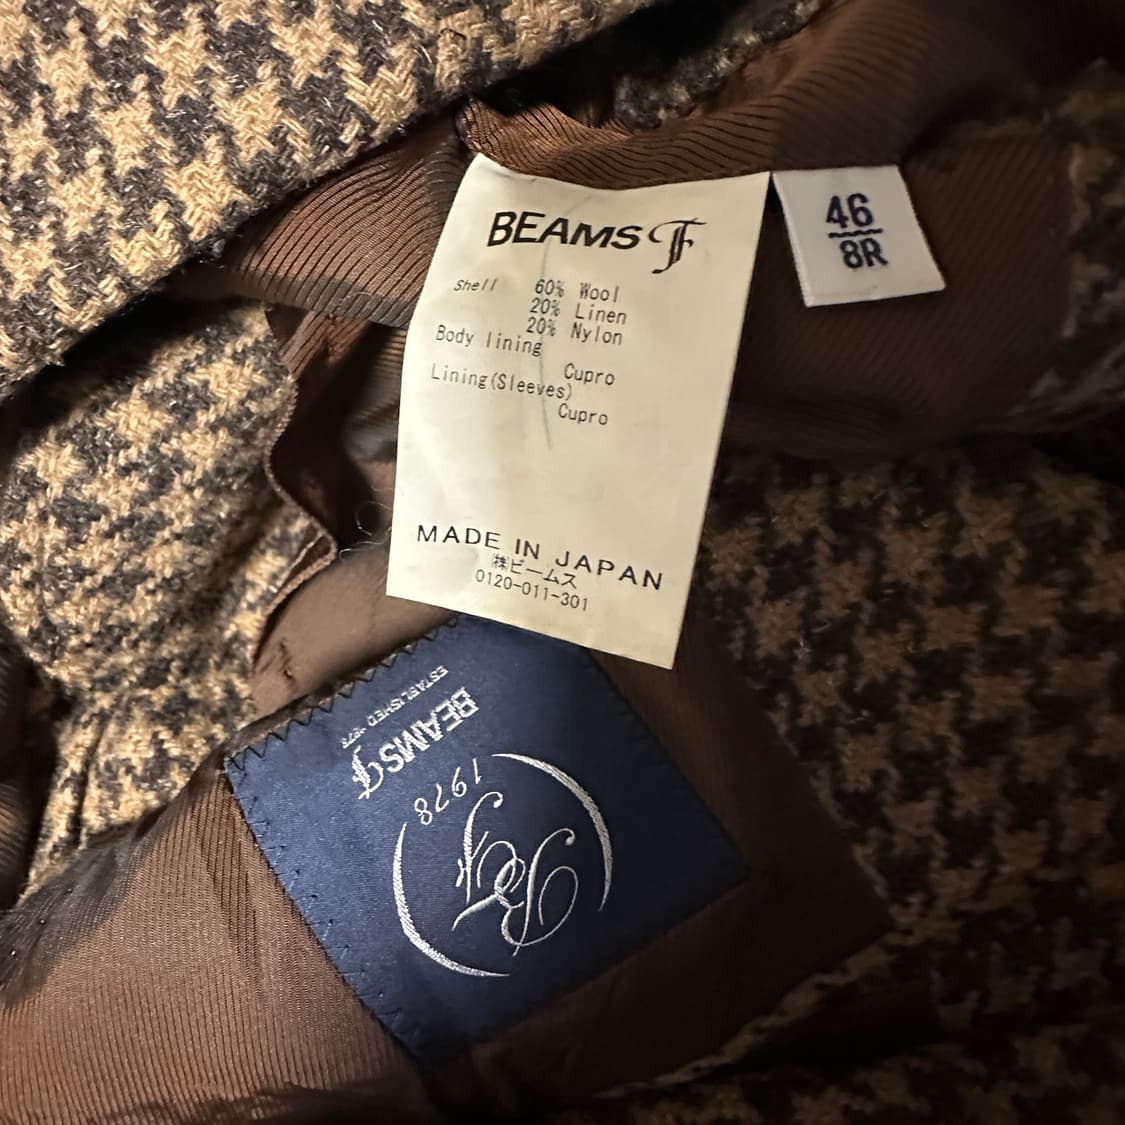 BEAMS F
46
8R
Shell 60% Wool
20% Linen
20% Nylon
Body lining
Cupro
Lining(Sleeves)
Cupro
MADE IN JAPAN
㈱ビームス
0120-011-301
BF
1978
BEAMS F
ESTABLISHED 1978